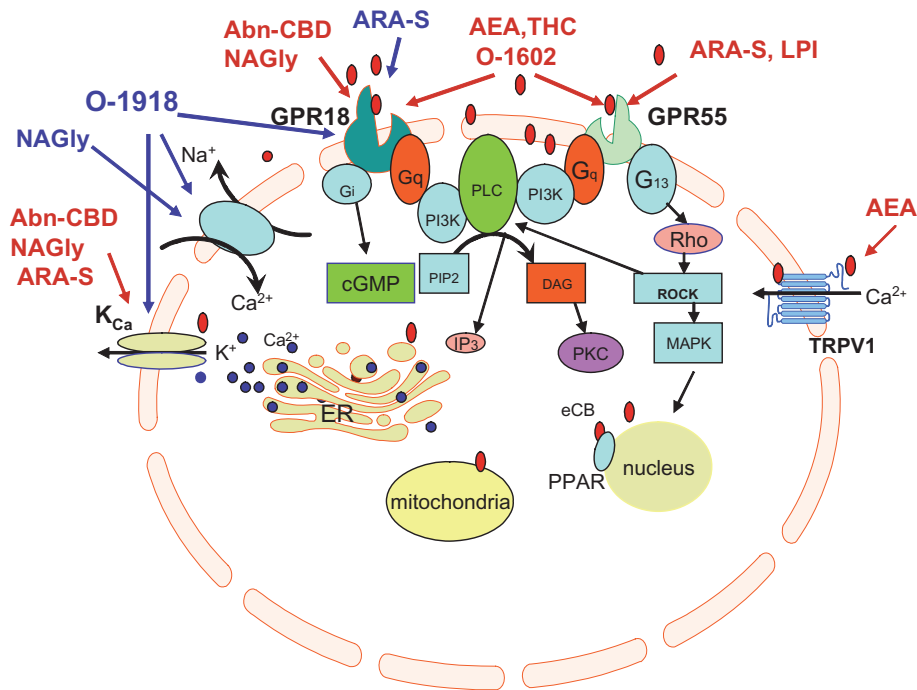 Abn-CBD
NAGly
ARA-S
AEA,THC
O-1602
ARA-S, LPI
O-1918
GPR18
GPR55
NAGly
Na⁺
Gi
Gq
PI3K
PLC
PI3K
Gq
G₁₃
Abn-CBD
NAGly
ARA-S
AEA
Rho
cGMP
PIP2
DAG
ROCK
Ca²⁺
Ca²⁺
K_Ca
K⁺
Ca²⁺
IP3
PKC
MAPK
TRPV1
ER
eCB
PPAR
nucleus
mitochondria